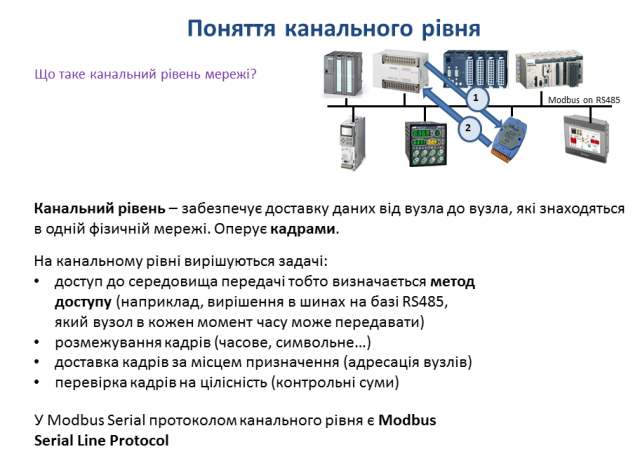 Поняття канального рівня
Що таке канальний рівень мережі?
1
Modbus on RS485
2
Канальний рівень – забезпечує доставку даних від вузла до вузла, які знаходяться
в одній фізичній мережі. Оперує кадрами.
На канальному рівні вирішуються задачі:
• доступ до середовища передачі тобто визначається метод
доступу (наприклад, вирішення в шинах на базі RS485,
який вузол в кожен момент часу може передавати)
• розмежування кадрів (часове, символьне...)
• доставка кадрів за місцем призначення (адресація вузлів)
• перевірка кадрів на цілісність (контрольні суми)
У Modbus Serial протоколом канального рівня є Modbus
Serial Line Protocol